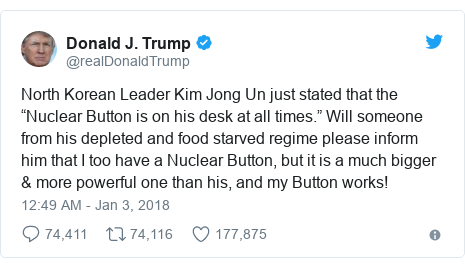 Donald J. Trump
@realDonaldTrump
North Korean Leader Kim Jong Un just stated that the
“Nuclear Button is on his desk at all times.” Will someone
from his depleted and food starved regime please inform
him that I too have a Nuclear Button, but it is a much bigger
& more powerful one than his, and my Button works!
12:49 AM - Jan 3, 2018
74,411 74,116 177,875